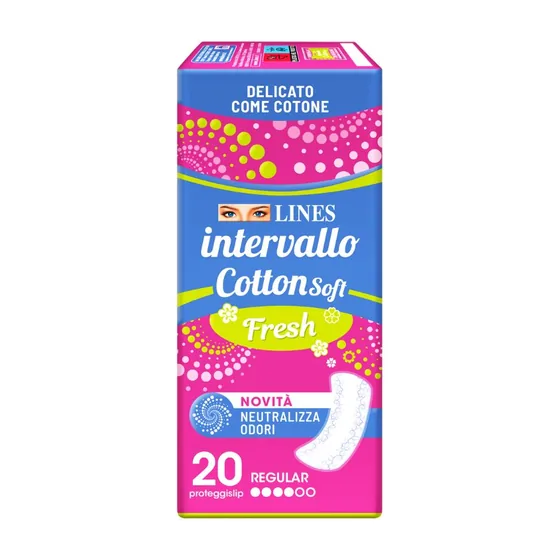 DELICATO
COME COTONE
LINES
intervallo
Cotton Soft
Fresh
NOVITÀ
NEUTRALIZZA
ODORI
20
proteggislip
REGULAR